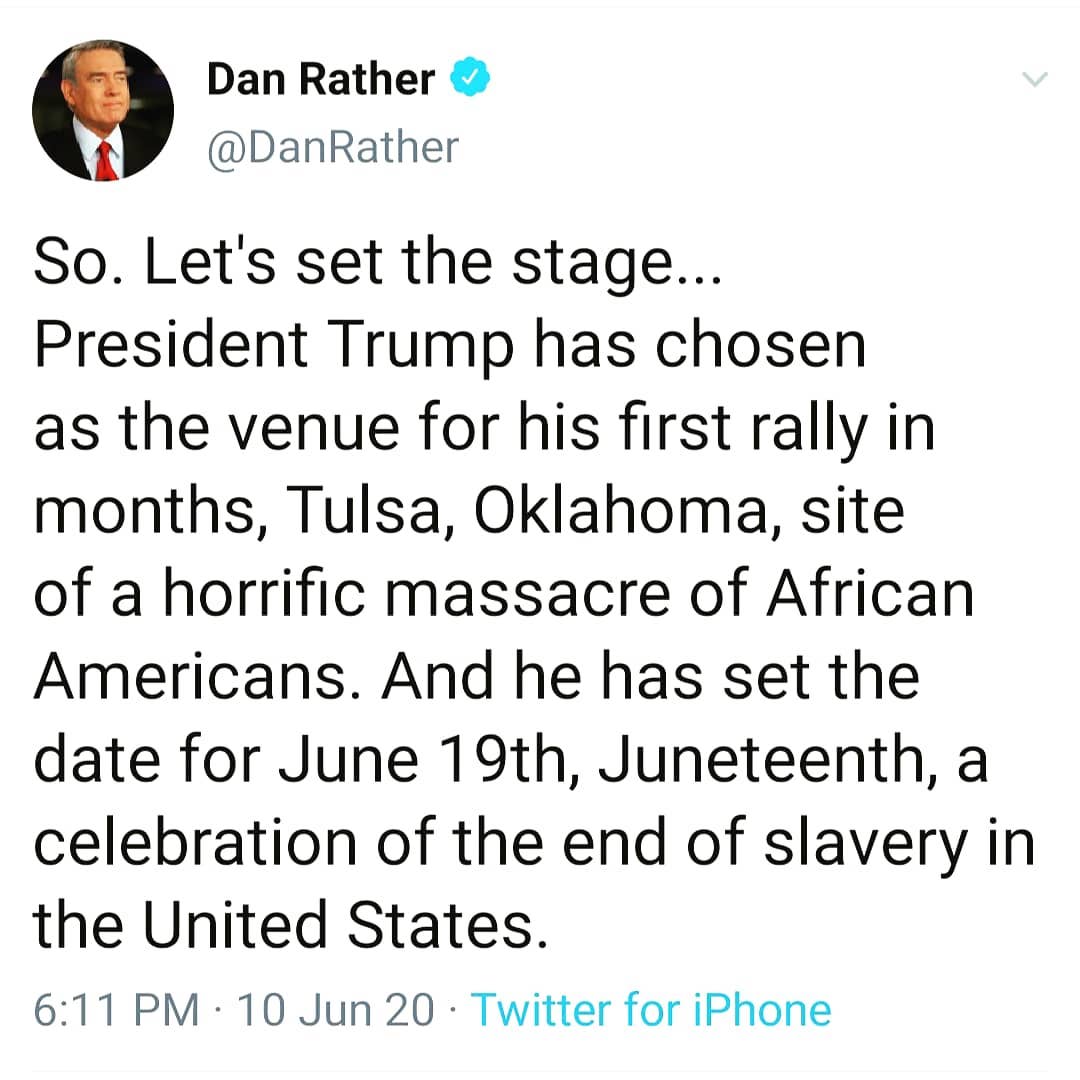 Dan Rather
@DanRather
So. Let's set the stage...
President Trump has chosen
as the venue for his first rally in
months, Tulsa, Oklahoma, site
of a horrific massacre of African
Americans. And he has set the
date for June 19th, Juneteenth, a
celebration of the end of slavery in
the United States.
6:11 PM · 10 Jun 20 · Twitter for iPhone